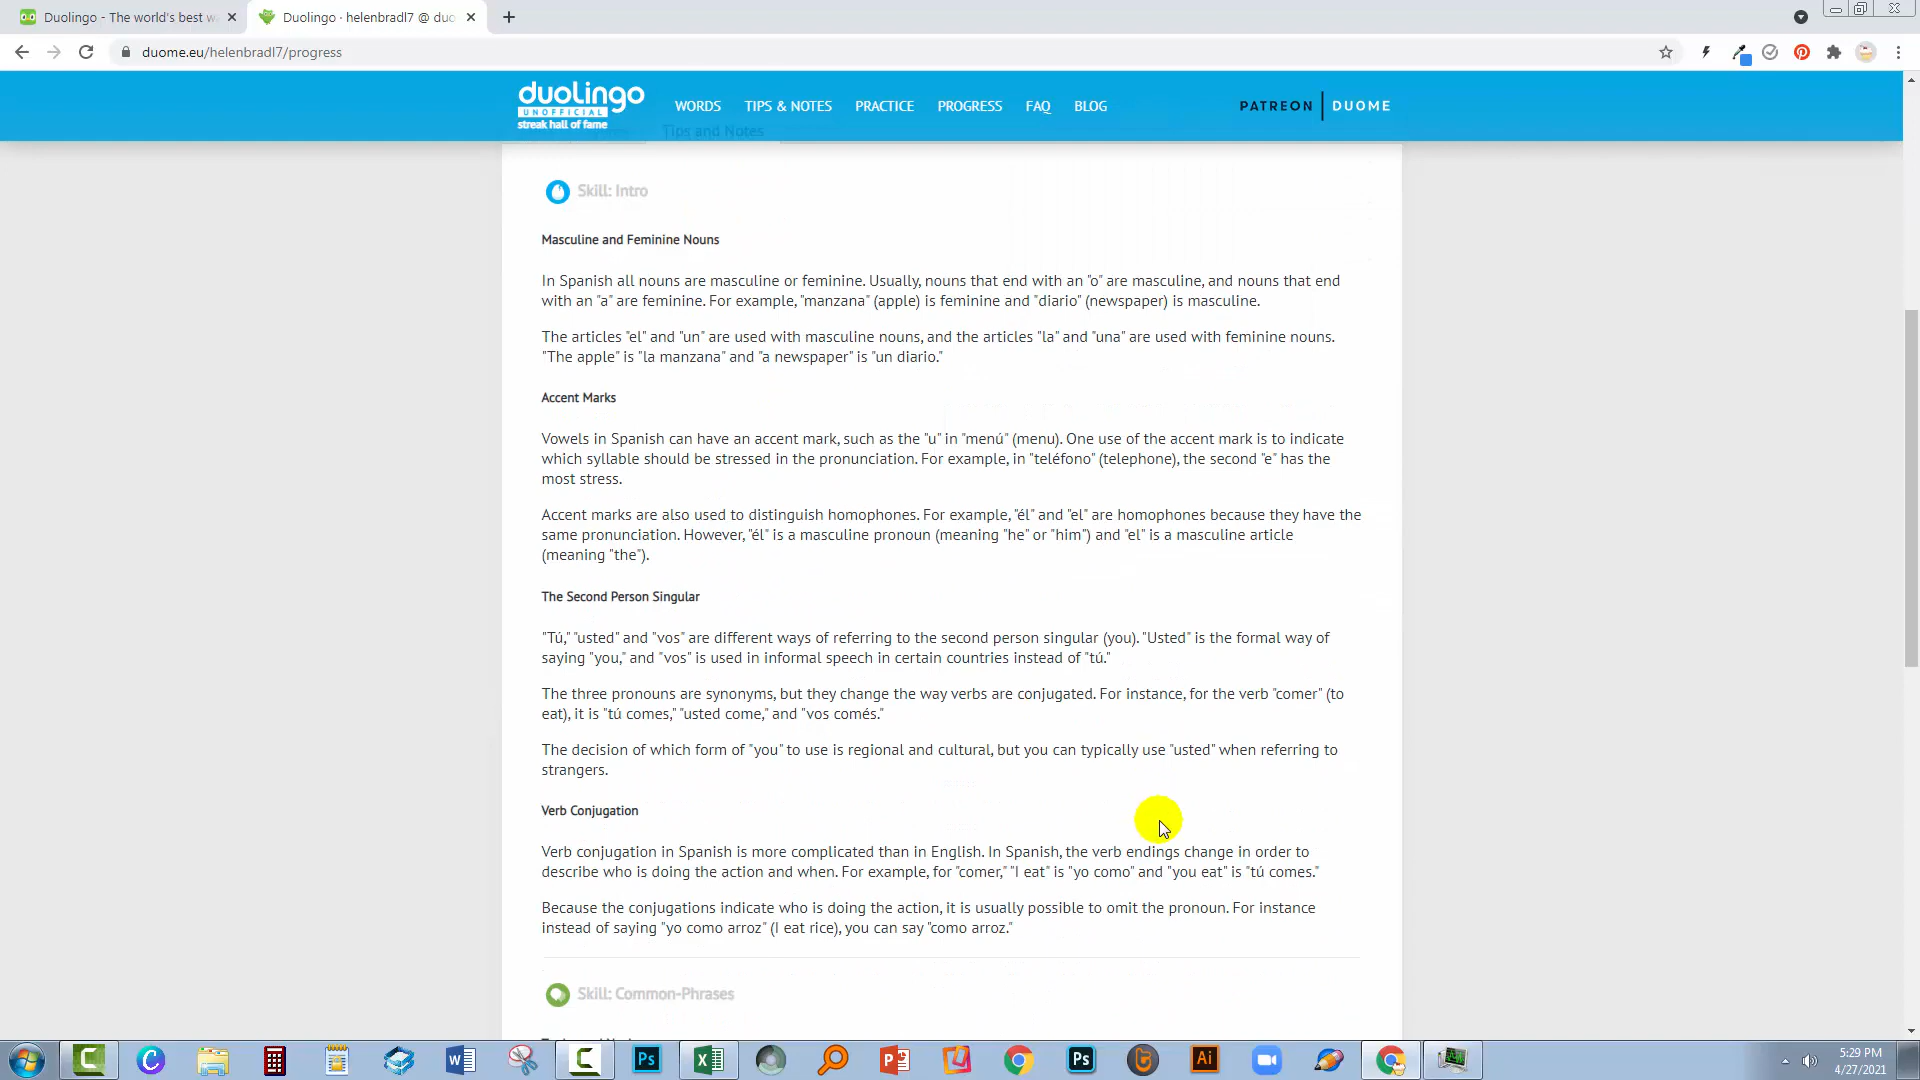 Duolingo - The world's best w
Duolingo · helenbradl7 @ duo
duome.eu/helenbradl7/progress
duolingo
UNOFFICIAL
streak hall of fame
WORDS TIPS & NOTES PRACTICE PROGRESS FAQ BLOG
PATREON DUOME
Tips and Notes
Skill: Intro
Masculine and Feminine Nouns
In Spanish all nouns are masculine or feminine. Usually, nouns that end with an "o" are masculine, and nouns that end
with an "a" are feminine. For example, "manzana" (apple) is feminine and "diario" (newspaper) is masculine.
The articles "el" and "un" are used with masculine nouns, and the articles "la" and "una" are used with feminine nouns.
"The apple" is "la manzana" and "a newspaper" is "un diario."
Accent Marks
Vowels in Spanish can have an accent mark, such as the "u" in "menú" (menu). One use of the accent mark is to indicate
which syllable should be stressed in the pronunciation. For example, in "teléfono" (telephone), the second "e" has the
most stress.
Accent marks are also used to distinguish homophones. For example, "él" and "el" are homophones because they have the
same pronunciation. However, "él" is a masculine pronoun (meaning "he" or "him") and "el" is a masculine article
(meaning "the").
The Second Person Singular
"Tú," "usted" and "vos" are different ways of referring to the second person singular (you). "Usted" is the formal way of
saying "you," and "vos" is used in informal speech in certain countries instead of "tú."
The three pronouns are synonyms, but they change the way verbs are conjugated. For instance, for the verb "comer" (to
eat), it is "tú comes," "usted come," and "vos comés."
The decision of which form of "you" to use is regional and cultural, but you can typically use "usted" when referring to
strangers.
Verb Conjugation
Verb conjugation in Spanish is more complicated than in English. In Spanish, the verb endings change in order to
describe who is doing the action and when. For example, for "comer," "I eat" is "yo como" and "you eat" is "tú comes."
Because the conjugations indicate who is doing the action, it is usually possible to omit the pronoun. For instance
instead of saying "yo como arroz" (I eat rice), you can say "como arroz."
Skill: Common-Phrases
5:29 PM
4/27/2021